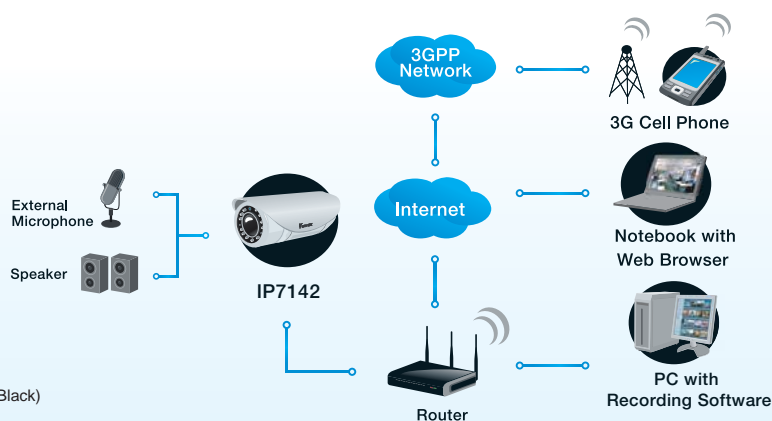 3GPP
Network
3G Cell Phone
External
Microphone
Internet
Notebook with
Web Browser
Speaker
IP7142
PC with
Recording Software
Black)
Router